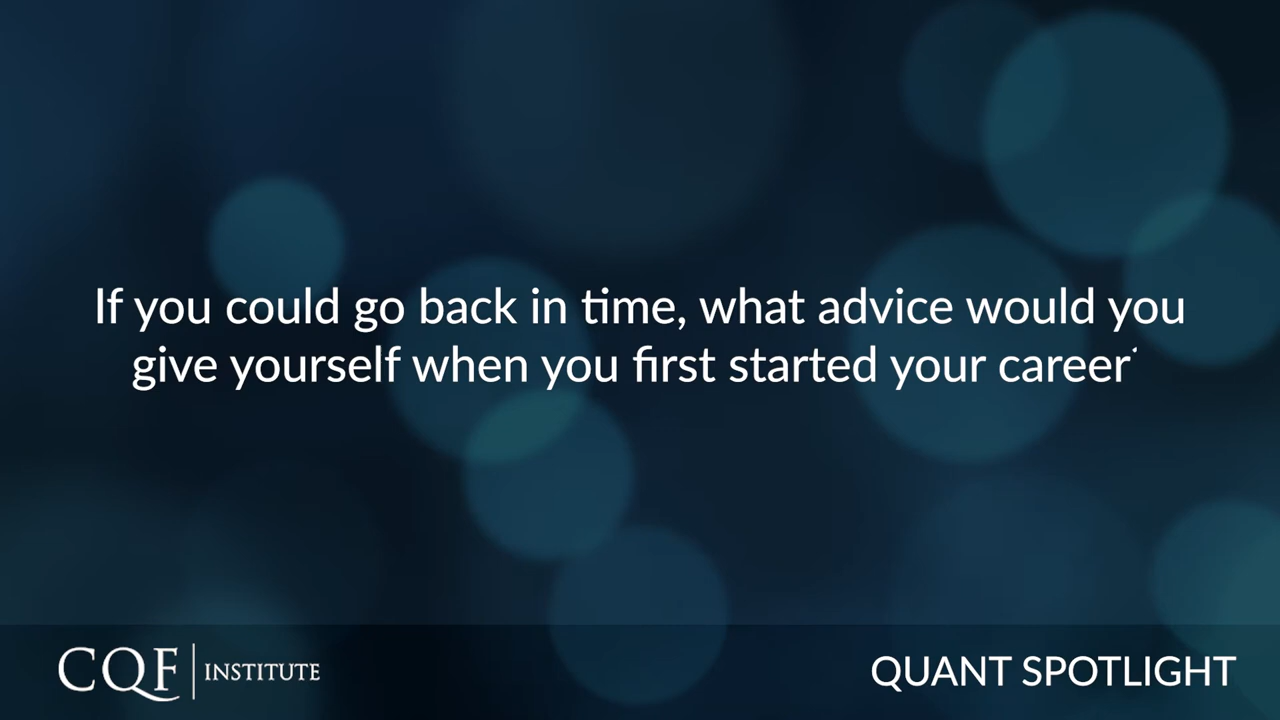 If you could go back in time, what advice would you
give yourself when you first started your career
CQF INSTITUTE
QUANT SPOTLIGHT